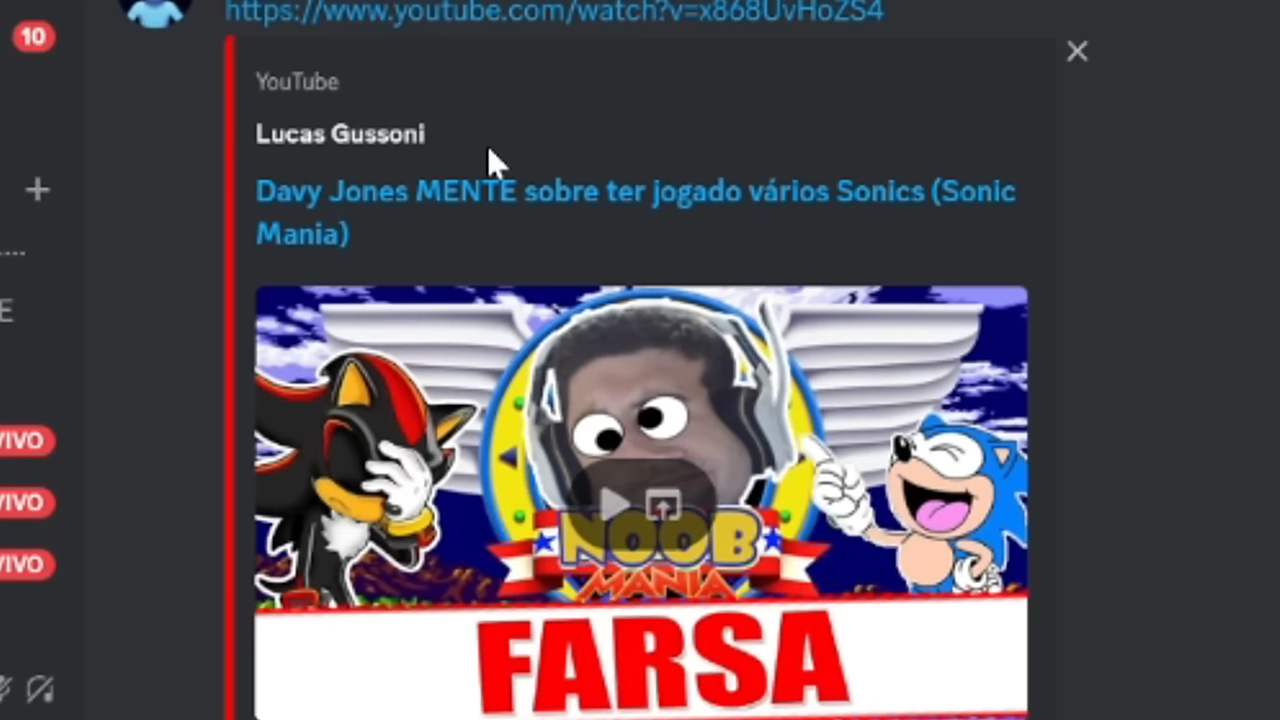 https://www.youtube.com/watch?v=x868UvHoZS4
10
YouTube
Lucas Gussoni
Davy Jones MENTE sobre ter jogado vários Sonics (Sonic
Mania)
E
VIVO
VIVO
VIVO
NOOB
MANIA
FARSA